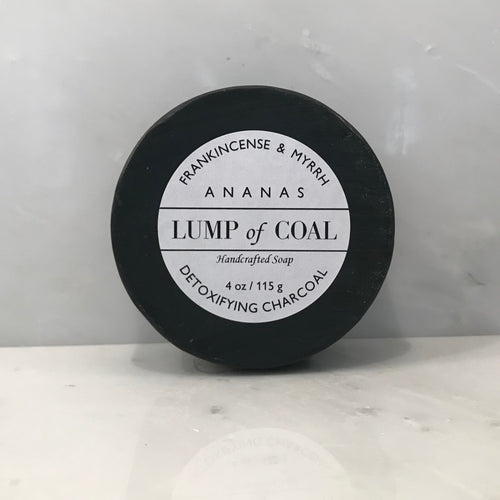 FRANKINCENSE & MYRRH
ANANAS
LUMP of COAL
Handcrafted Soap
4 oz / 115 g
DETOXIFYING CHARCOAL